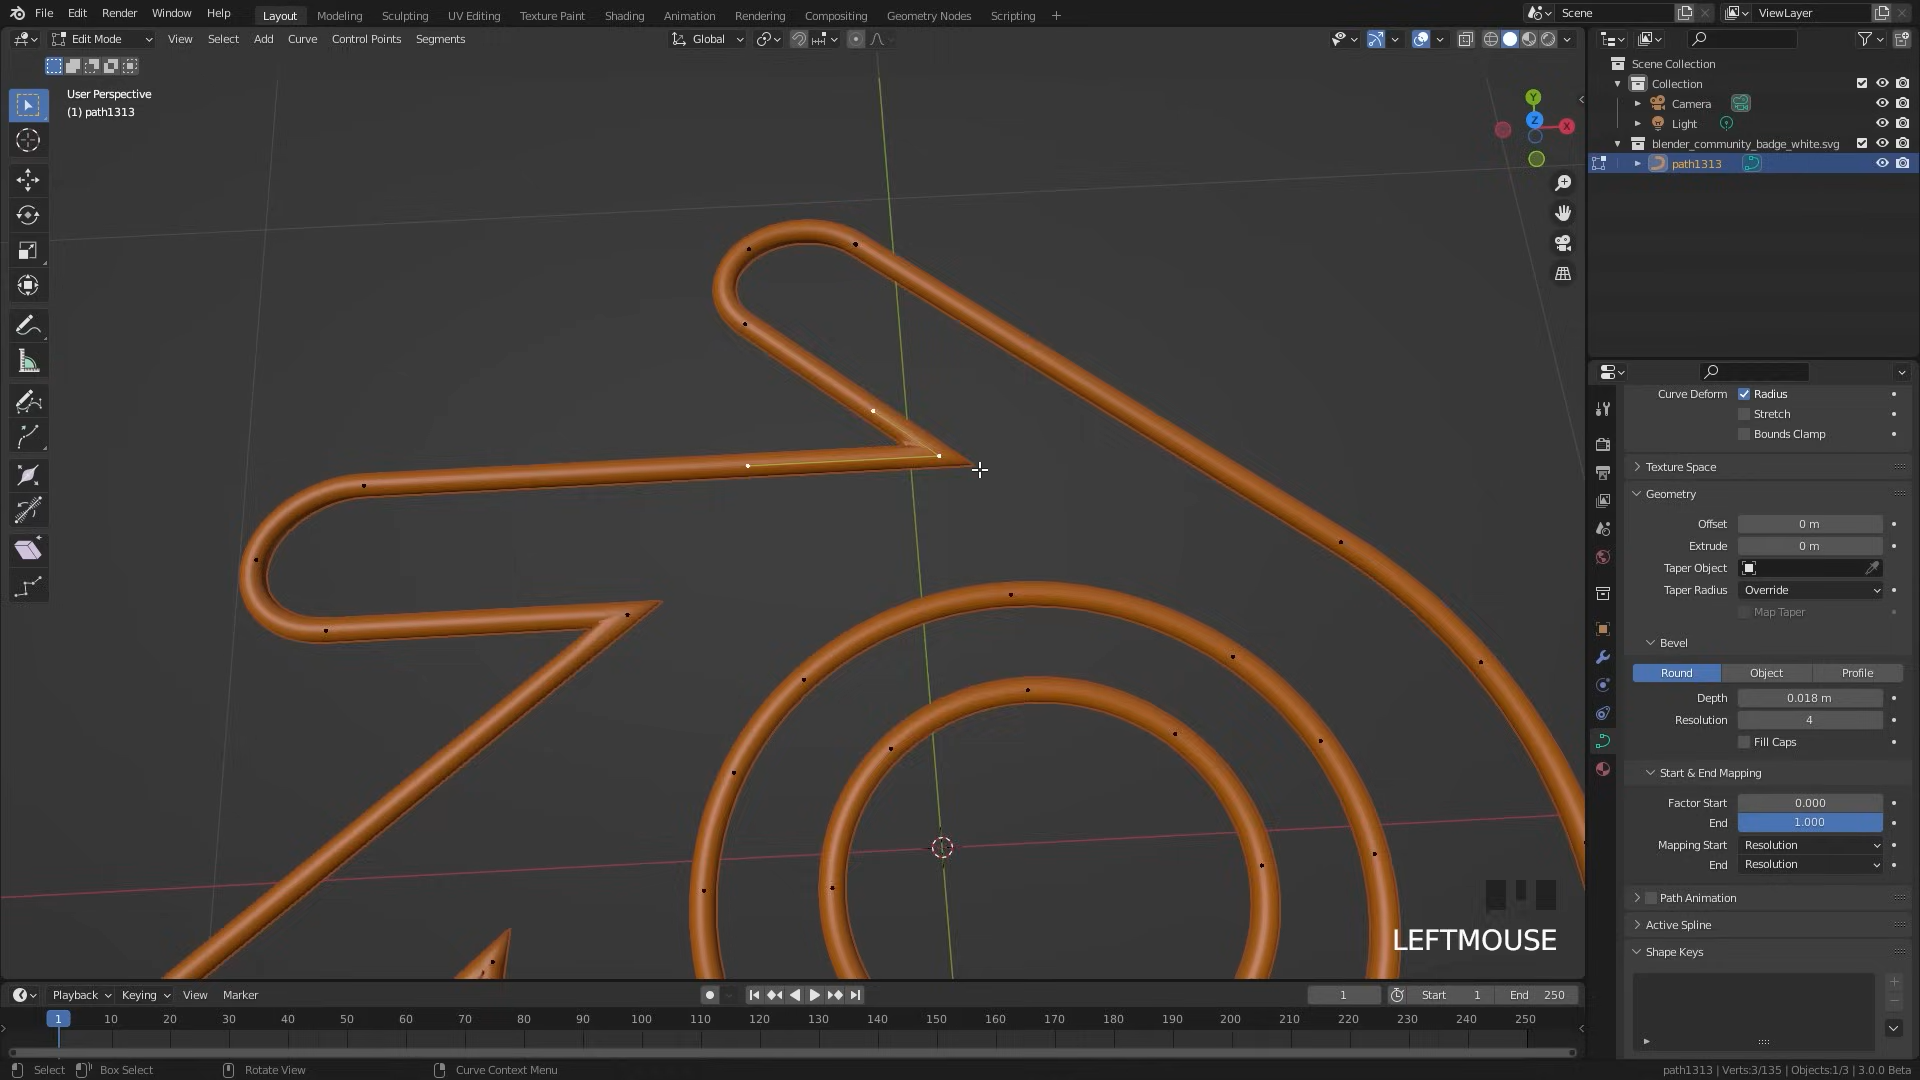 File Edit Render Window Help Layout Modeling Sculpting UV Editing Texture Paint Shading Animation Rendering Compositing Geometry Nodes Scripting + Scene ViewLayer
Edit Mode View Select Add Curve Control Points Segments Global
User Perspective
(1) path1313
Y
Z
X
LEFTMOUSE
Scene Collection
Collection
Camera
Light
blender_community_badge_white.svg
path1313
Curve Deform Radius
Stretch
Bounds Clamp
Texture Space
Geometry
Offset 0 m
Extrude 0 m
Taper Object
Taper Radius Override
Map Taper
Bevel
Round Object Profile
Depth 0.018 m
Resolution 4
Fill Caps
Start & End Mapping
Factor Start 0.000
End 1.000
Mapping Start Resolution
End Resolution
Path Animation
Active Spline
Shape Keys
Playback Keying View Marker 1 Start 1 End 250
1 10 20 30 40 50 60 70 80 90 100 110 120 130 140 150 160 170 180 190 200 210 220 230 240 250
Select Box Select Rotate View Curve Context Menu path1313 | Verts:3/135 | Objects:1/3 | 3.0.0 Beta